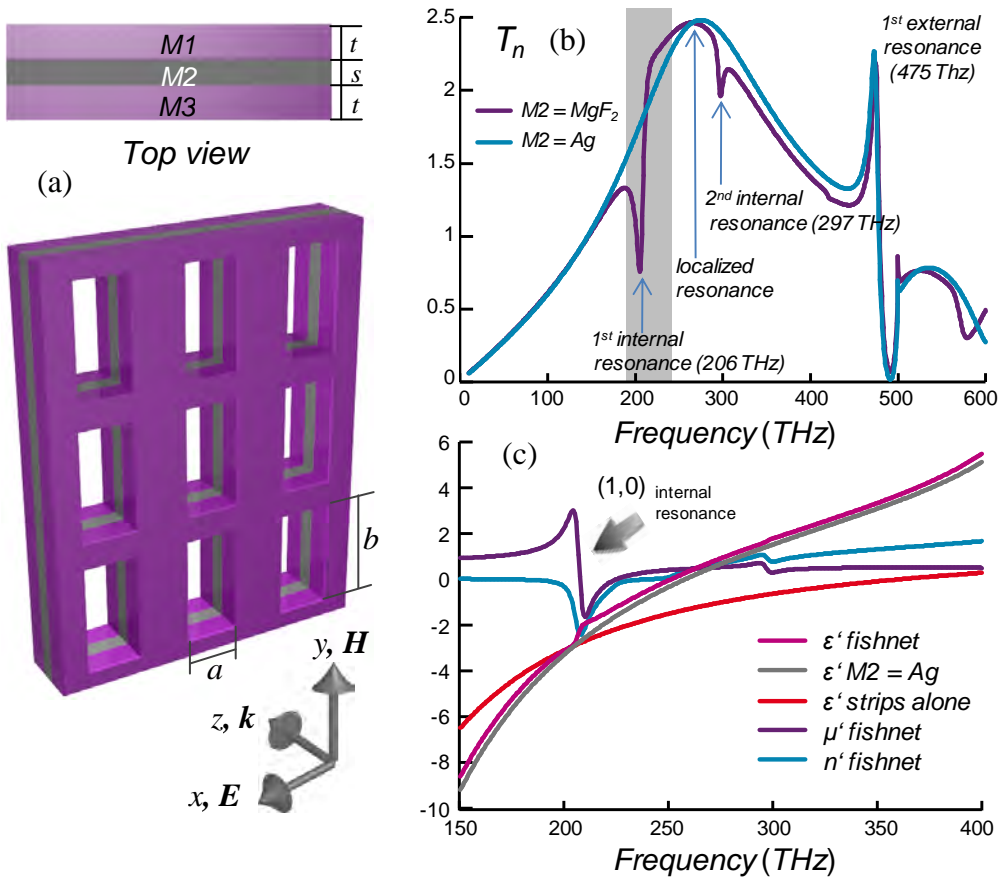 M1
M2
M3
t
s
t
Top view
(a)
b
a
y, H
z, k
x, E
(b)
Tn
2.5
2.0
1.5
1.0
0.5
0
M2 = MgF2
M2 = Ag
1st external
resonance
(475 Thz)
2nd internal
resonance (297 THz)
localized
resonance
1st internal
resonance (206 THz)
0 100 200 300 400 500 600
Frequency (THz)
(c)
6
4
2
0
-2
-4
-6
-8
-10
(1,0) internal
resonance
ε‘ fishnet
ε‘ M2 = Ag
ε‘ strips alone
μ‘ fishnet
n‘ fishnet
150 200 250 300 350 400
Frequency (THz)